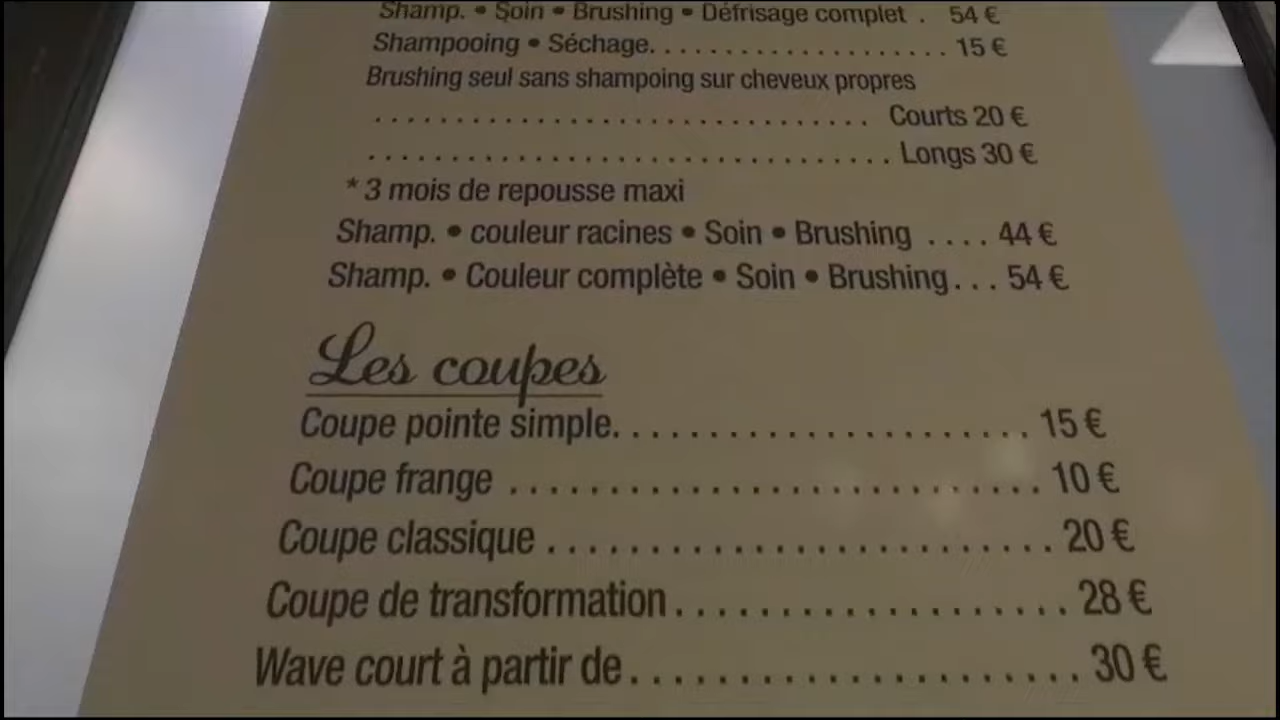 Shamp. • Soin • Brushing • Défrisage complet . 54 €
Shampooing • Séchage. . . . . . . . . . . . . . . . . . . . . 15 €
Brushing seul sans shampoing sur cheveux propres
. . . . . . . . . . . . . . . . . . . . . . . . . . . . . . . . Courts 20 €
. . . . . . . . . . . . . . . . . . . . . . . . . . . . . . . . . Longs 30 €
* 3 mois de repousse maxi
Shamp. • couleur racines • Soin • Brushing . . . . 44 €
Shamp. • Couleur complète • Soin • Brushing . . . 54 €
Les coupes
Coupe pointe simple. . . . . . . . . . . . . . . . . . . . . 15 €
Coupe frange . . . . . . . . . . . . . . . . . . . . . . . . . . 10 €
Coupe classique . . . . . . . . . . . . . . . . . . . . . . . . 20 €
Coupe de transformation . . . . . . . . . . . . . . . . . . 28 €
Wave court à partir de . . . . . . . . . . . . . . . . . . . . 30 €